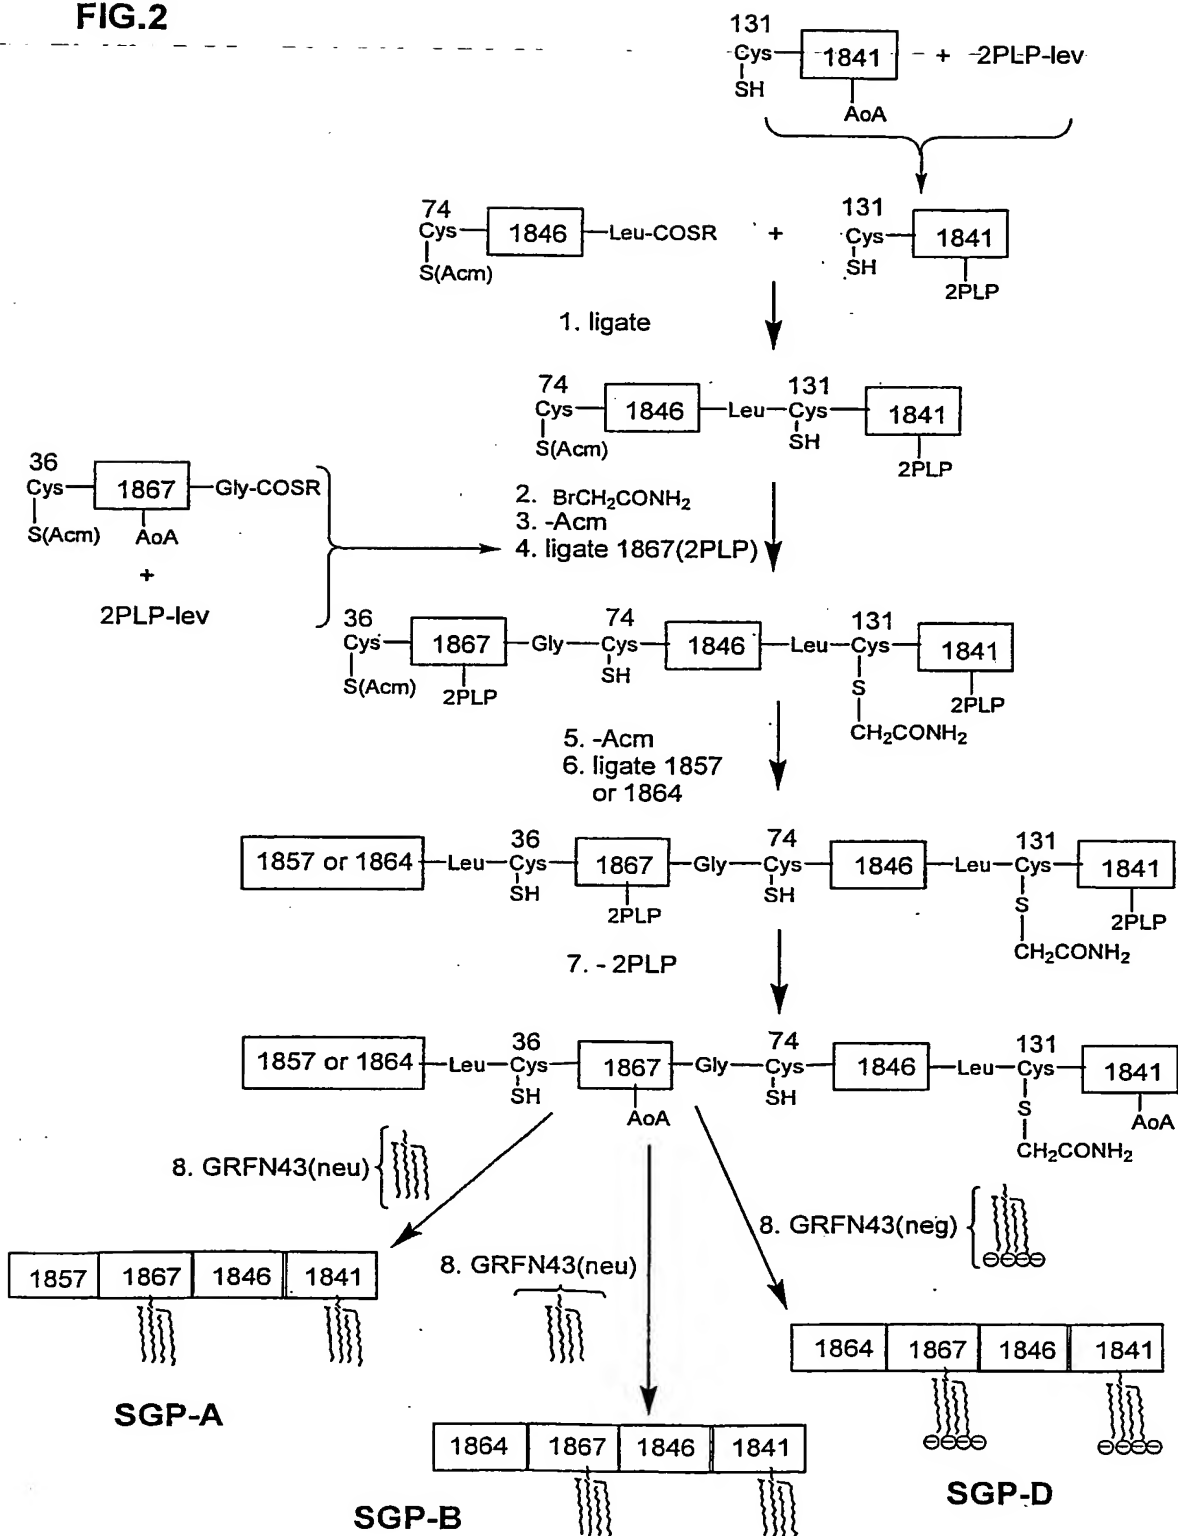 FIG.2
131
Cys 1841 + 2PLP-lev
SH
AoA
74
Cys 1846 Leu-COSR + 131 Cys 1841
S(Acm)
SH
2PLP
1. ligate
74 131
Cys 1846 Leu Cys 1841
S(Acm) SH
2PLP
36
Cys 1867 Gly-COSR
S(Acm) AoA
+
2PLP-lev
2. BrCH₂CONH₂
3. -Acm
4. ligate 1867(2PLP)
36 74 131
Cys 1867 Gly Cys 1846 Leu Cys 1841
S(Acm) 2PLP SH S 2PLP
CH₂CONH₂
5. -Acm
6. ligate 1857
or 1864
36 74 131
1857 or 1864 Leu Cys 1867 Gly Cys 1846 Leu Cys 1841
SH 2PLP SH S 2PLP
CH₂CONH₂
7. - 2PLP
36 74 131
1857 or 1864 Leu Cys 1867 Gly Cys 1846 Leu Cys 1841
SH AoA SH S AoA
CH₂CONH₂
8. GRFN43(neu)
8. GRFN43(neg)
⊖⊖⊖⊖
8. GRFN43(neu)
1857 1867 1846 1841
SGP-A
1864 1867 1846 1841
⊖⊖⊖⊖ ⊖⊖⊖⊖
SGP-D
1864 1867 1846 1841
SGP-B